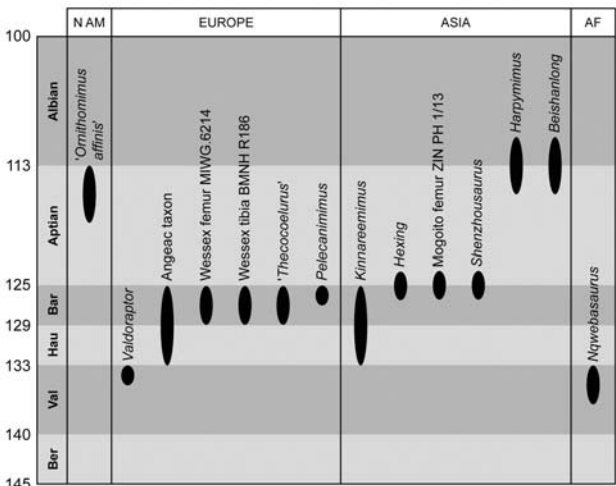 N AM
EUROPE
ASIA
AF
100
Albian
113
Aptian
125
Bar
129
Hau
133
Val
140
Ber
145
'Ornithomimus
affinis'
Valdoraptor
Angeac taxon
Wessex femur MIWG.6214
Wessex tibia BMNH R186
'Thecocoelurus'
Pelecanimimus
Kinnareemimus
Hexing
Mogoito femur ZIN PH 1/13
Shenzhousaurus
Harpymimus
Beishanlong
Nqwebasaurus